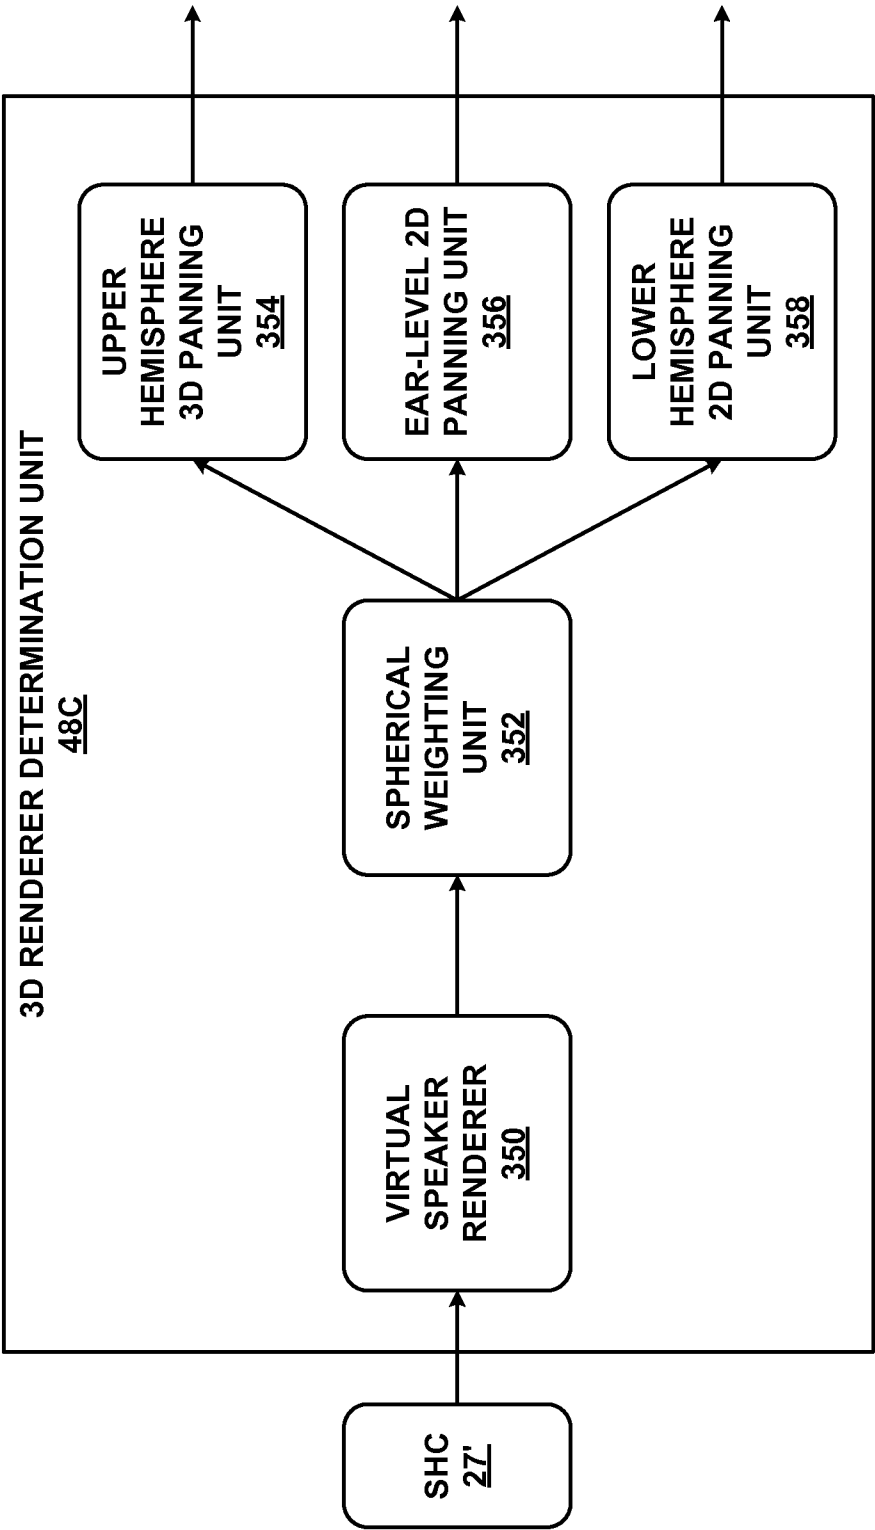 3D RENDERER DETERMINATION UNIT
48C
SHC
27'
VIRTUAL
SPEAKER
RENDERER
350
SPHERICAL
WEIGHTING
UNIT
352
UPPER
HEMISPHERE
3D PANNING
UNIT
354
EAR-LEVEL 2D
PANNING UNIT
356
LOWER
HEMISPHERE
2D PANNING
UNIT
358